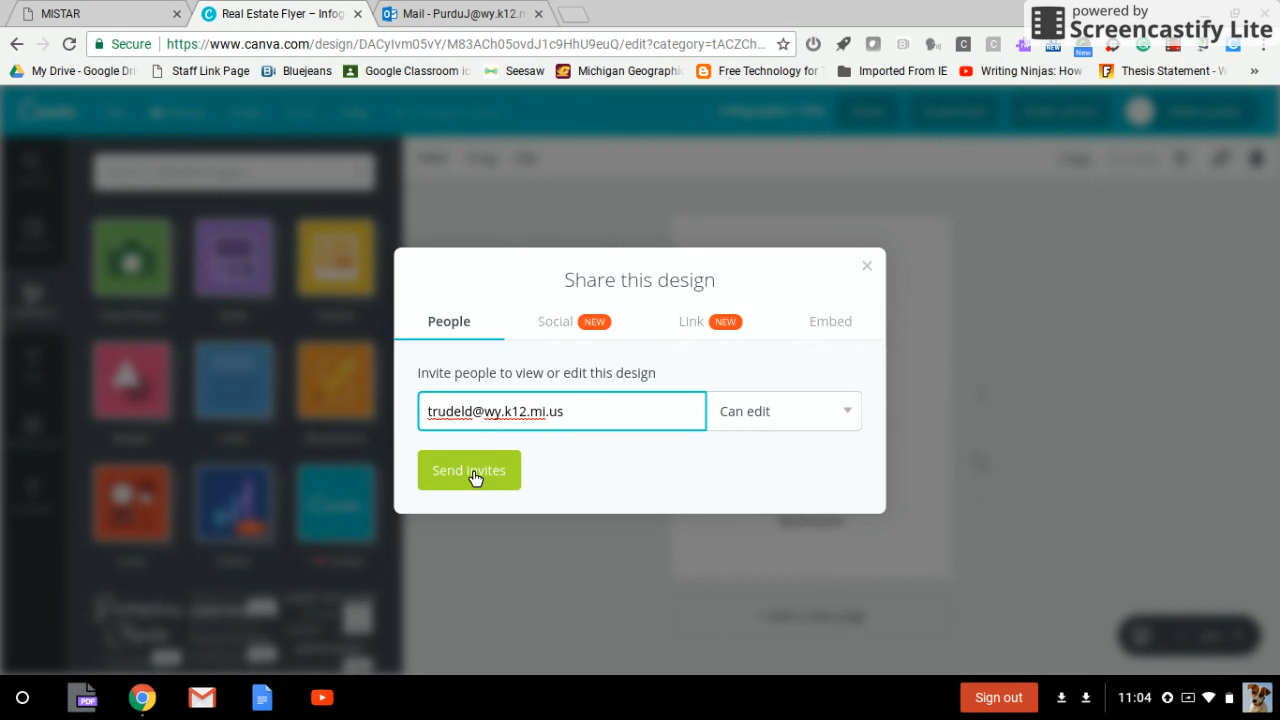 MISTAR
Real Estate Flyer – Infog
Mail - PurduJ@wy.k12.m
powered by
Screencastify Lite
Secure
https://www.canva.com/design/DACyIvm05vY/M8SACh05ovdJ1c9HhU9euQ/edit?category=tACZCh...
My Drive - Google Dri
Staff Link Page
Bluejeans
Google Classroom ic
Seesaw
Michigan Geographic
Free Technology for
Imported From IE
Writing Ninjas: How
Thesis Statement - W
»
Share this design
People
Social NEW
Link NEW
Embed
Invite people to view or edit this design
trudeld@wy.k12.mi.us
Can edit
Send invites
PDF
Sign out
11:04